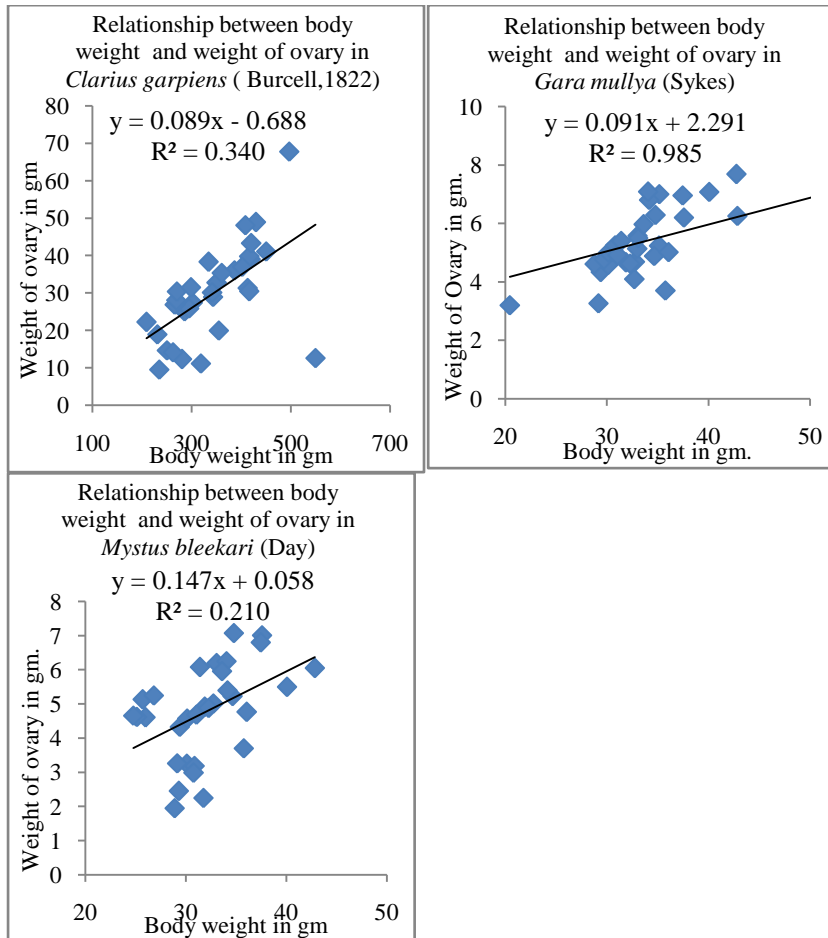 Relationship between body
weight and weight of ovary in
Clarius garpiens ( Burcell,1822)
y = 0.089x - 0.688
R² = 0.340
Weight of ovary in gm
80
70
60
50
40
30
20
10
0
100 300 500 700
Body weight in gm
Relationship between body
weight and weight of ovary in
Gara mullya (Sykes)
y = 0.091x + 2.291
R² = 0.985
Weight of Ovary in gm.
10
8
6
4
2
0
20 30 40 50
Body weight in gm.
Relationship between body
weight and weight of ovary in
Mystus bleekari (Day)
y = 0.147x + 0.058
R² = 0.210
Weight of ovary in gm.
8
7
6
5
4
3
2
1
0
20 30 40 50
Body weight in gm